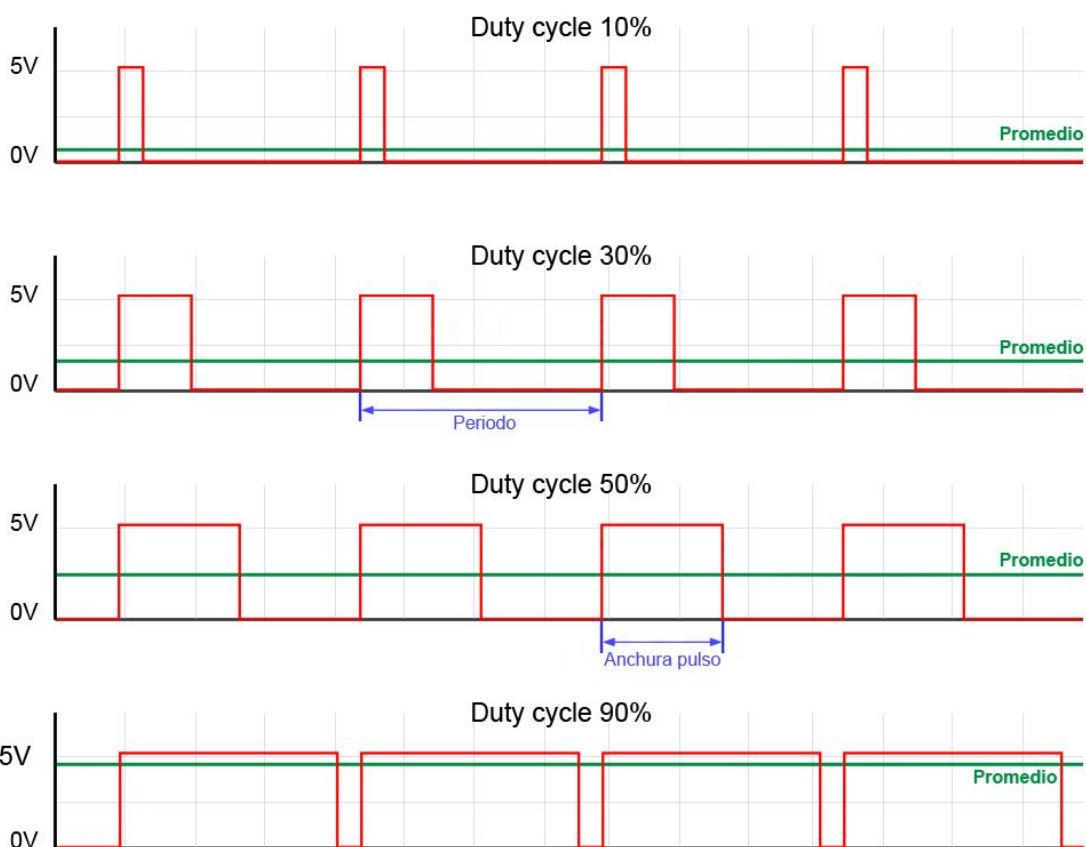 Duty cycle 10%
5V
Promedio
0V
Duty cycle 30%
5V
Promedio
0V
Periodo
Duty cycle 50%
5V
Promedio
0V
Anchura pulso
Duty cycle 90%
5V
Promedio
0V